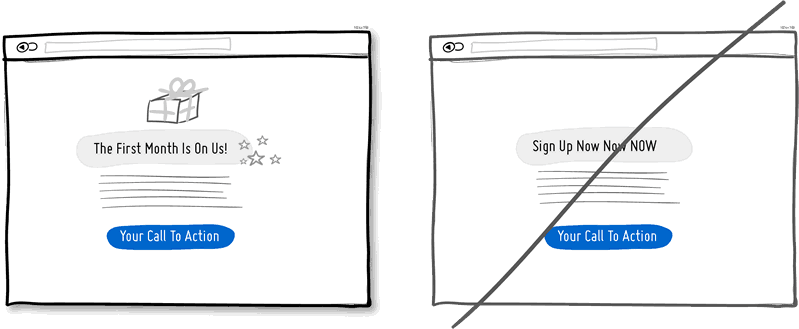 The First Month Is On Us!
Your Call To Action
Sign Up Now Now NOW
Your Call To Action